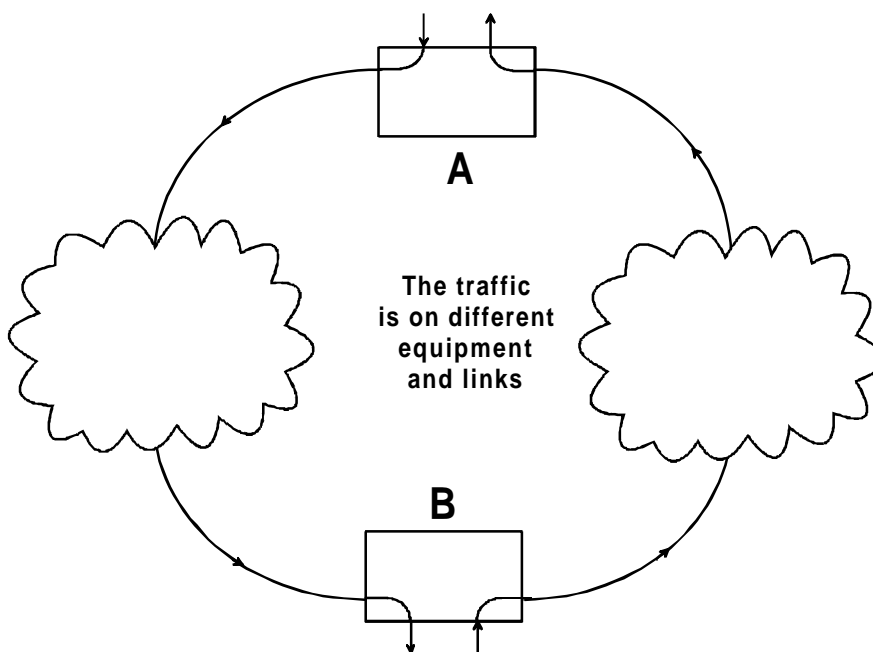 A
The traffic
is on different
equipment
and links
B